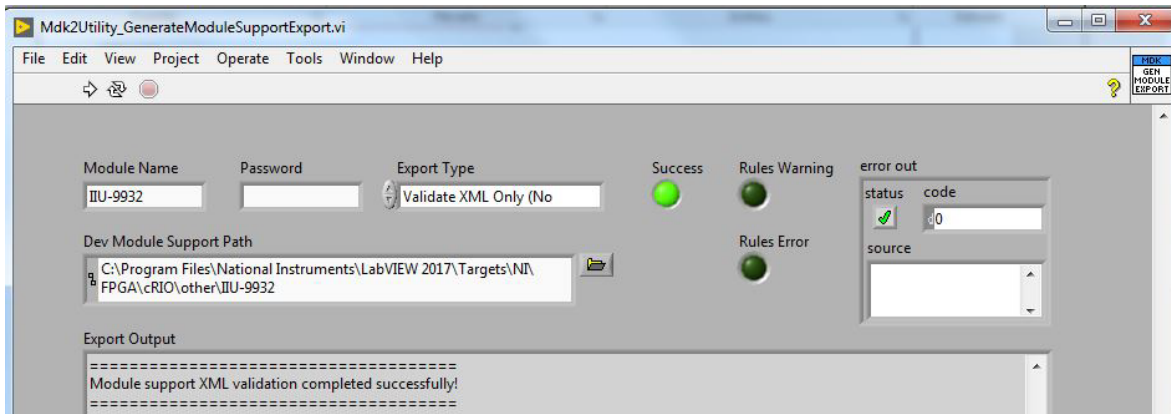 Mdk2Utility_GenerateModuleSupportExport.vi
File Edit View Project Operate Tools Window Help
MDK
GEN
MODULE
EXPORT
Module Name Password Export Type Success Rules Warning error out
status code
IIU-9932 Validate XML Only (No
d0
Dev Module Support Path Rules Error
source
C:\Program Files\National Instruments\LabVIEW 2017\Targets\NI\
FPGA\cRIO\other\IIU-9932
Export Output
=====================================
Module support XML validation completed successfully!
=====================================